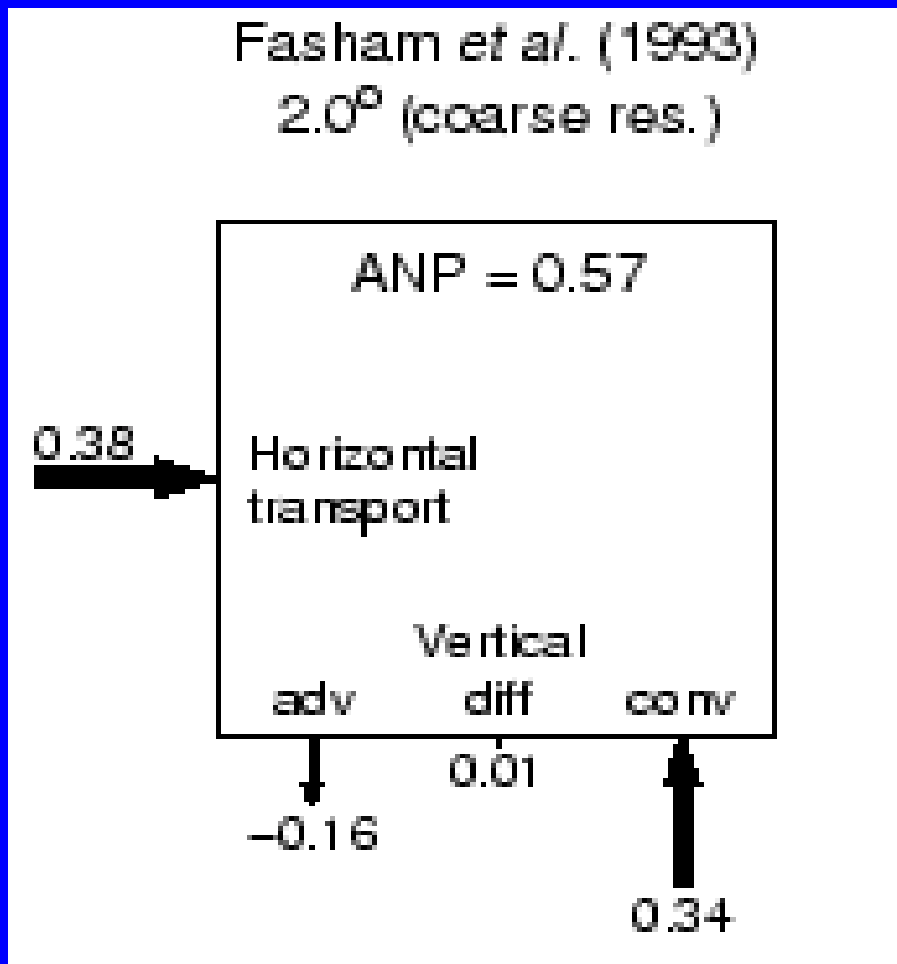 Fasham et al. (1993)
2.0° (coarse res.)
ANP = 0.57
0.38
Horizontal
transport
Vertical
adv diff conv
0.01
−0.16
0.34